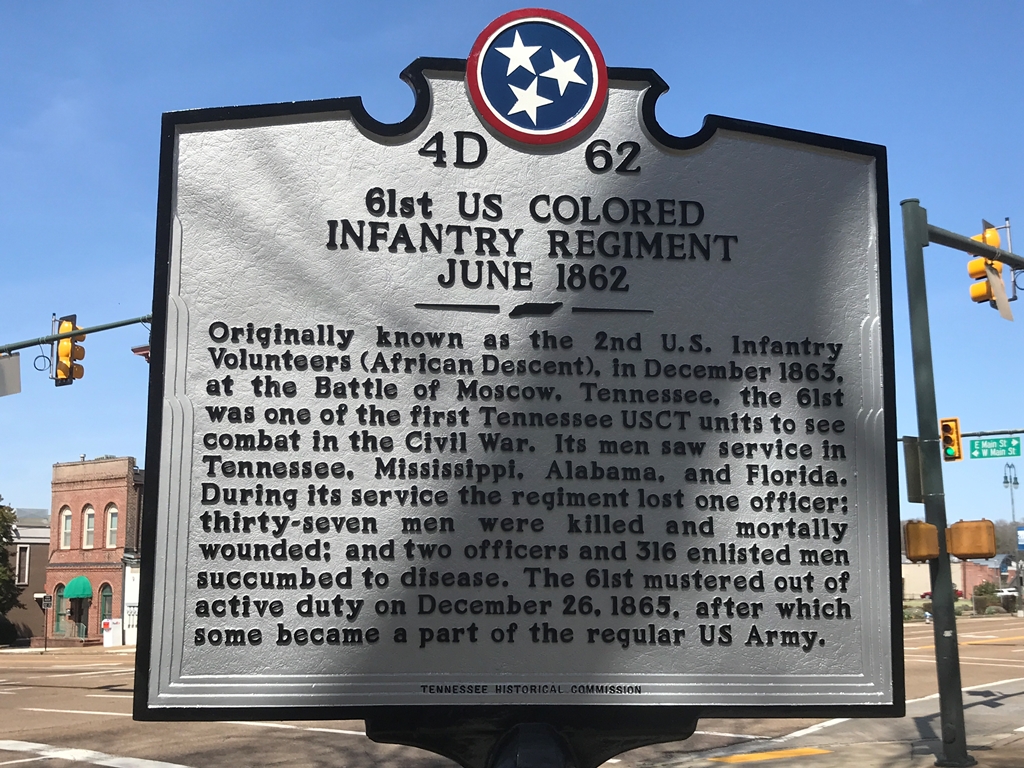 4D 62
61st US COLORED
INFANTRY REGIMENT
JUNE 1862
Originally known as the 2nd U.S. Infantry
Volunteers (African Descent), in December 1863,
at the Battle of Moscow, Tennessee, the 61st
was one of the first Tennessee USCT units to see
combat in the Civil War. Its men saw service in
Tennessee, Mississippi, Alabama, and Florida.
During its service the regiment lost one officer;
thirty-seven men were killed and mortally
wounded; and two officers and 316 enlisted men
succumbed to disease. The 61st mustered out of
active duty on December 26, 1865, after which
some became a part of the regular US Army.
TENNESSEE HISTORICAL COMMISSION
E Main St
W Main St